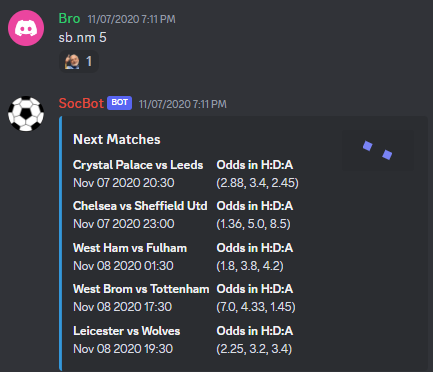 Bro 11/07/2020 7:11 PM
sb.nm 5
1
SocBot BOT 11/07/2020 7:11 PM
Next Matches
Crystal Palace vs Leeds Odds in H:D:A
Nov 07 2020 20:30 (2.88, 3.4, 2.45)
Chelsea vs Sheffield Utd Odds in H:D:A
Nov 07 2020 23:00 (1.36, 5.0, 8.5)
West Ham vs Fulham Odds in H:D:A
Nov 08 2020 01:30 (1.8, 3.8, 4.2)
West Brom vs Tottenham Odds in H:D:A
Nov 08 2020 17:30 (7.0, 4.33, 1.45)
Leicester vs Wolves Odds in H:D:A
Nov 08 2020 19:30 (2.25, 3.2, 3.4)